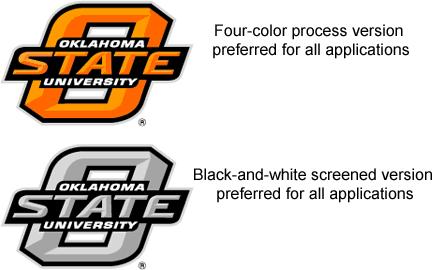 OKLAHOMA
STATE
UNIVERSITY
®
Four-color process version
preferred for all applications
OKLAHOMA
STATE
UNIVERSITY
®
Black-and-white screened version
preferred for all applications